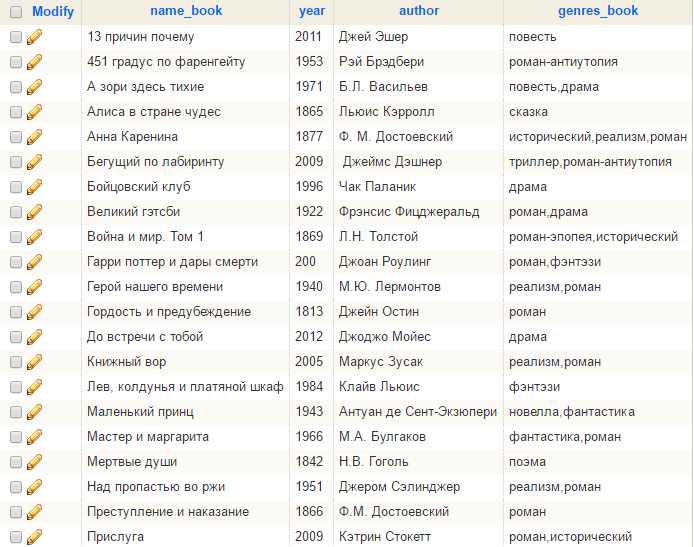 Modify name_book year author genres_book
13 причин почему 2011 Джей Эшер повесть
451 градус по фаренгейту 1953 Рэй Брэдбери роман-антиутопия
А зори здесь тихие 1971 Б.Л. Васильев повесть,драма
Алиса в стране чудес 1865 Льюис Кэрролл сказка
Анна Каренина 1877 Ф. М. Достоевский исторический,реализм,роман
Бегущий по лабиринту 2009 Джеймс Дэшнер триллер,роман-антиутопия
Бойцовский клуб 1996 Чак Паланик драма
Великий гэтсби 1922 Фрэнсис Фицджеральд роман,драма
Война и мир. Том 1 1869 Л.Н. Толстой роман-эпопея,исторический
Гарри поттер и дары смерти 200 Джоан Роулинг роман,фэнтэзи
Герой нашего времени 1940 М.Ю. Лермонтов реализм,роман
Гордость и предубеждение 1813 Джейн Остин роман
До встречи с тобой 2012 Джоджо Мойес драма
Книжный вор 2005 Маркус Зусак реализм,роман
Лев, колдунья и платяной шкаф 1984 Клайв Льюис фэнтэзи
Маленький принц 1943 Антуан де Сент-Экзюпери новелла,фантастика
Мастер и маргарита 1966 М.А. Булгаков фантастика,роман
Мертвые души 1842 Н.В. Гоголь поэма
Над пропастью во ржи 1951 Джером Сэлинджер реализм,роман
Преступление и наказание 1866 Ф.М. Достоевский роман
Прислуга 2009 Кэтрин Стокетт роман,исторический